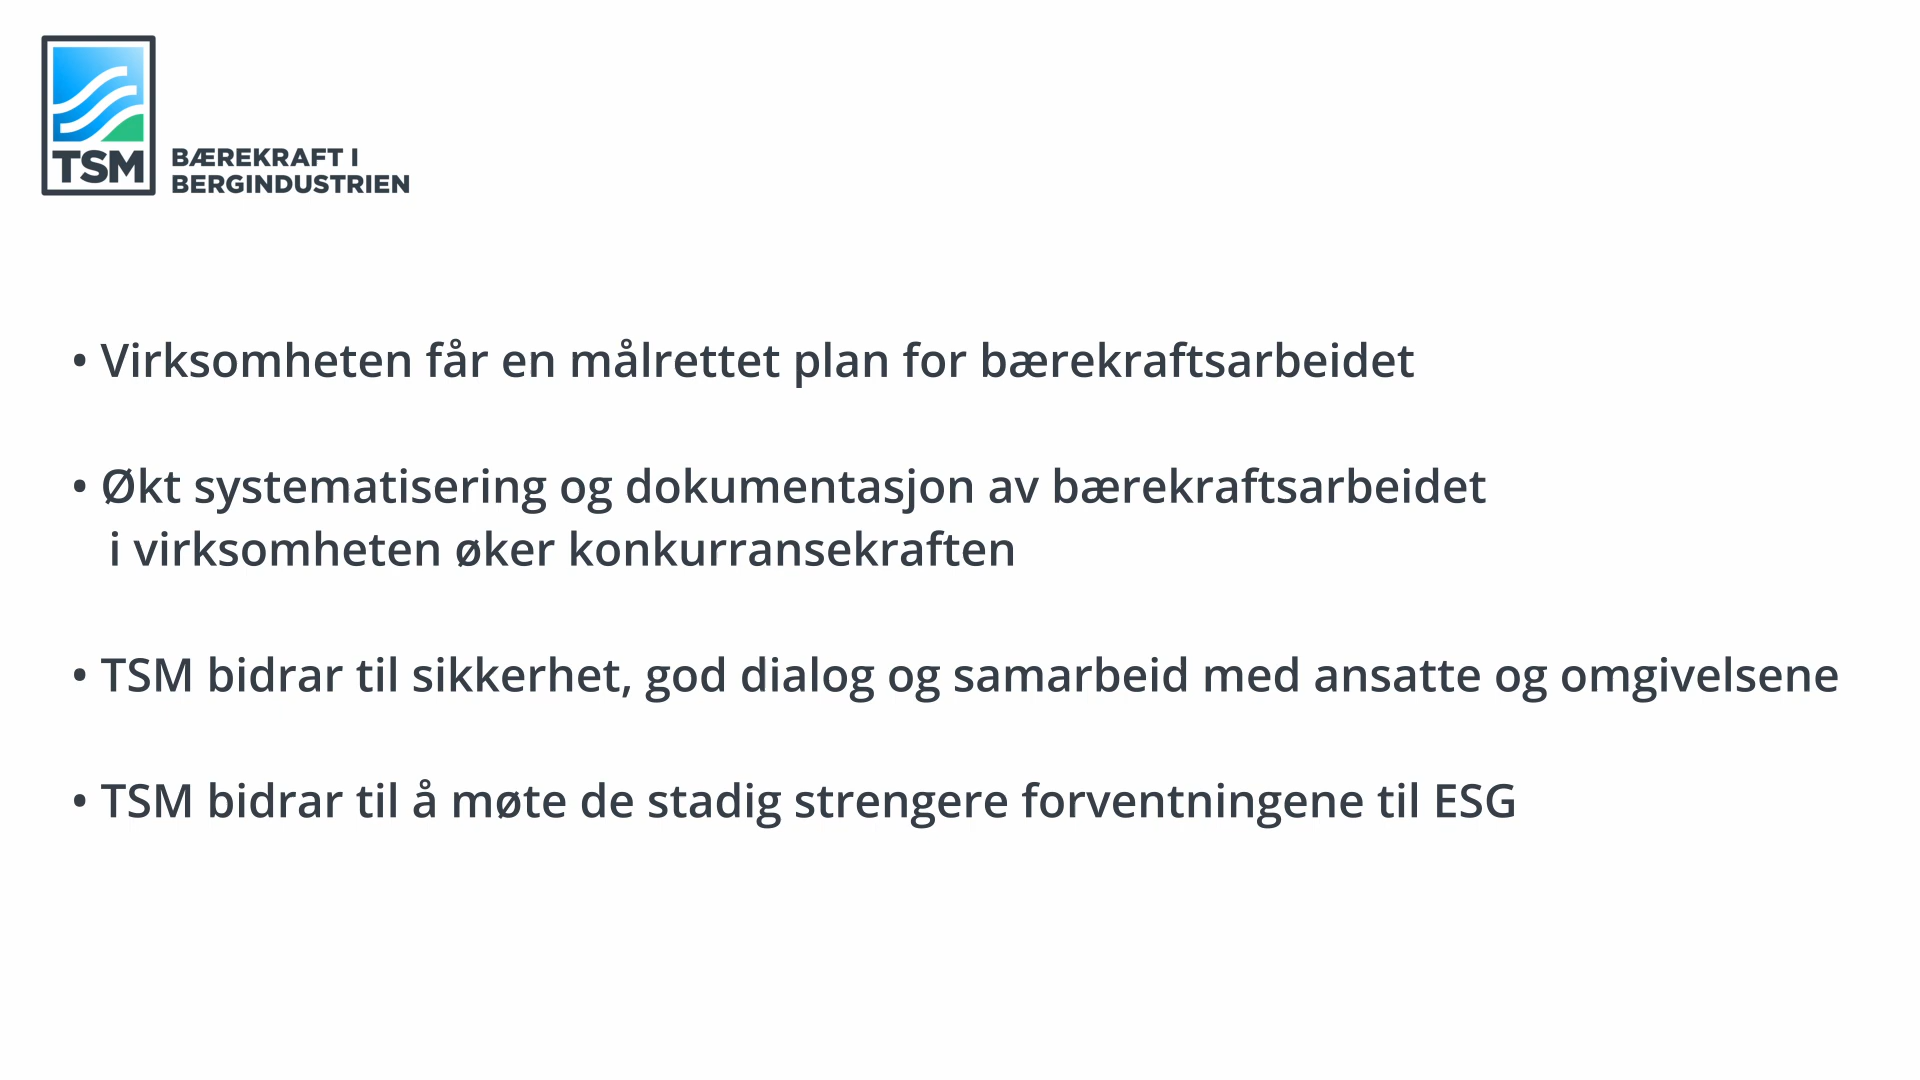 TSM
BÆREKRAFT I
BERGINDUSTRIEN
• Virksomheten får en målrettet plan for bærekraftsarbeidet
• Økt systematisering og dokumentasjon av bærekraftsarbeidet
i virksomheten øker konkurransekraften
• TSM bidrar til sikkerhet, god dialog og samarbeid med ansatte og omgivelsene
• TSM bidrar til å møte de stadig strengere forventningene til ESG